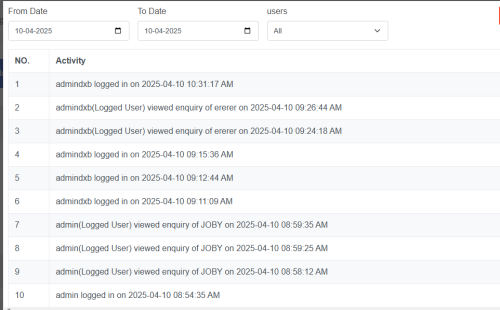 From Date To Date users
10-04-2025 10-04-2025 All
NO. Activity
1 admindxb logged in on 2025-04-10 10:31:17 AM
2 admindxb(Logged User) viewed enquiry of ererer on 2025-04-10 09:26:44 AM
3 admindxb(Logged User) viewed enquiry of ererer on 2025-04-10 09:24:18 AM
4 admindxb logged in on 2025-04-10 09:15:36 AM
5 admindxb logged in on 2025-04-10 09:12:44 AM
6 admindxb logged in on 2025-04-10 09:11:09 AM
7 admin(Logged User) viewed enquiry of JOBY on 2025-04-10 08:59:35 AM
8 admin(Logged User) viewed enquiry of JOBY on 2025-04-10 08:59:25 AM
9 admin(Logged User) viewed enquiry of JOBY on 2025-04-10 08:58:12 AM
10 admin logged in on 2025-04-10 08:54:35 AM